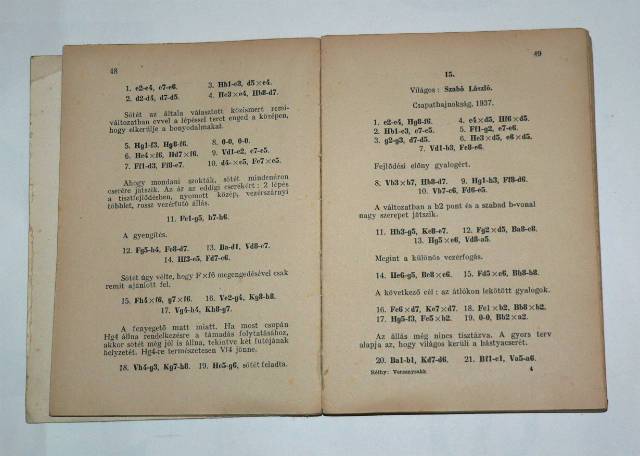 48
1. e2-e4, e7-e6. 3. Hb1-c3, d5×e4.
2. d2-d4, d7-d5. 4. Hc3×e4, Hb8-d7.
Sötét az általa választott közismert remi-
változatban evvel a lépéssel teret enged a középen,
hogy elkerülje a bonyodalmakat.
5. Hg1-f3, Hg8-f6. 8. 0-0, 0-0.
6. He4×f6, Hd7×f6. 9. Vd1-e2, c7-c5.
7. Ff1-d3, Ff8-e7. 10. d4-×c5, Fe7×c5.
Ahogy mondani szokták, sötét mindenáron
cserére játszik. Az ár az eddigi cserékért: 2 lépés
a tisztfejlődésben, nyomott közép, vezérszárnyi
többlet, rossz vezérfutó állás.
11. Fc1-g5, b7-b6.
A gyengítés.
12. Fg5-h4, Fc8-d7. 13. Ba-d1, Vd8-c7.
14. Hf3-e5, Fd7-c6.
Sötét úgy vélte, hogy F×f6 megengedésével csak
remit ajánlott fel.
15. Fh4×f6, g7×f6. 16. Ve2-g4, Kg8-h8.
17. Vg4-h4, Kh8-g7.
A fenyegető matt miatt. Ha most csupán
Hg4 állna rendelkezésre a támadás folytatásához,
akkor sötét még jól is állna, tekintve két futójának
helyzetét. Hg4-re természetesen Vf4 jönne.
18. Vh4-g3, Kg7-h8. 19. He5-g6, sötét feladta.
49
15.
Világos: Szabó László.
Csapatbajnokság, 1937.
1. c2-c4, Hg8-f6. 4. c4×d5, Hf6×d5.
2. Hb1-c3, c7-c5. 5. Ff1-g2, e7-e6.
3. g2-g3, d7-d5. 6. Hc3×d5, e6×d5.
7. Vd1-b3, Fc8-e6.
Fejlődési előny gyalogért.
8. Vb3×b7, Hb8-d7. 9. Hg1-h3, Ff8-d6.
10. Vb7-c6, Fd6-e5.
A változatban a b2 pont és a szabad b-vonal
nagy szerepet játszik.
11. Hh3-g5, Ke8-e7. 12. Fg2×d5, Ba8-c8.
13. Hg5×e6, Vd8-a5.
Megint a különös vezérfogás.
14. He6-g5, Bc8×c6. 15. Fd5×c6, Bh8-b8.
A következő cél: az átlókon lekötött gyalogok.
16. Fc6×d7, Ke7×d7. 18. Fc1×b2, Bb8×b2.
17. Hg5-f3, Fe5×b2. 19. 0-0, Bb2×a2.
Az állás még nincs tisztázva. A gyors terv
alapja az, hogy világos kerüli a bástyacserét.
20. Ba1-b1, Kd7-d6. 21. Bf1-c1, Va5-a6.
Réthy: Versenysakk 4